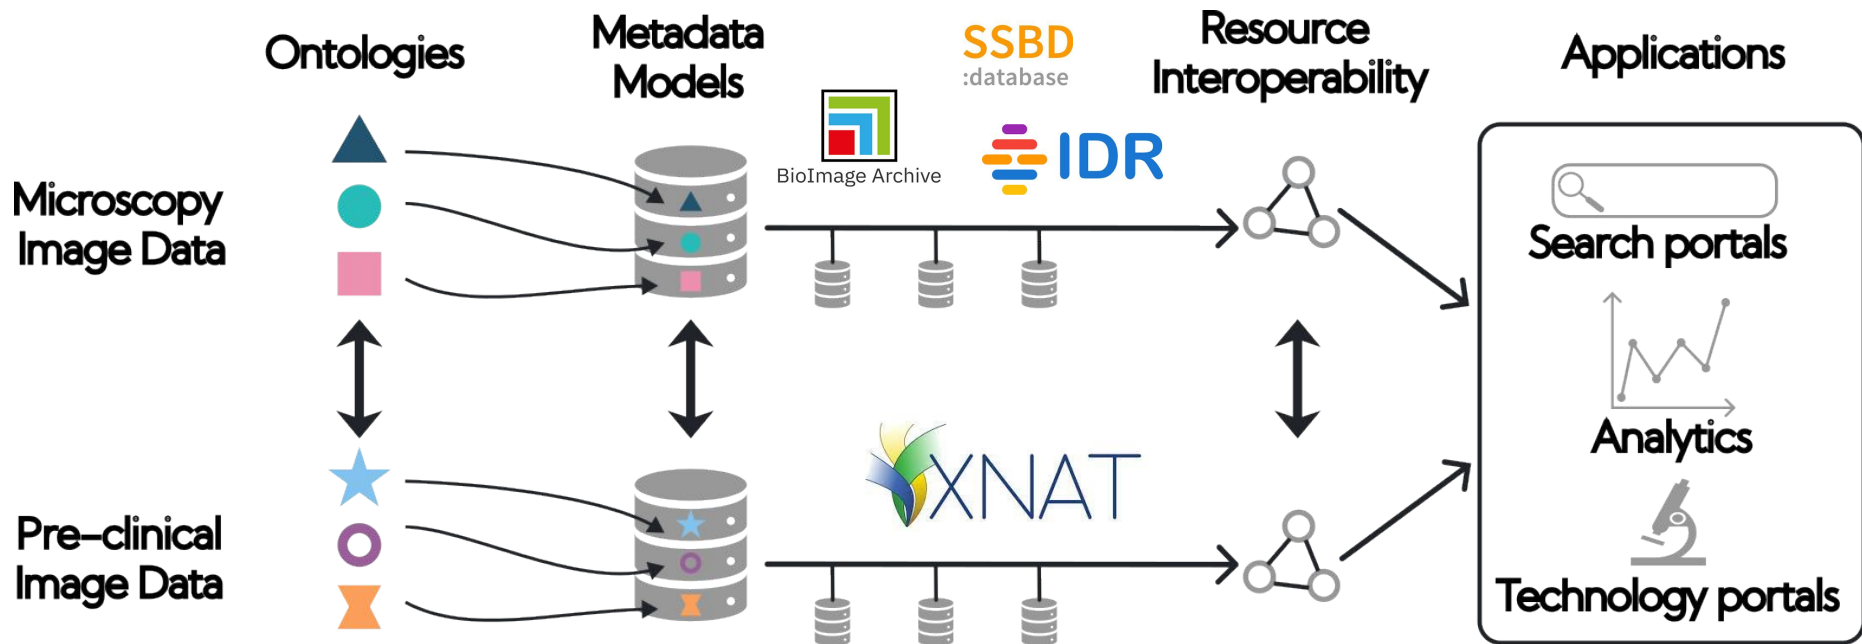 Ontologies
Metadata
Models
SSBD
:database
Resource
Interoperability
Applications
BioImage Archive
IDR
Microscopy
Image Data
Search portals
Analytics
XNAT
Pre-clinical
Image Data
Technology portals